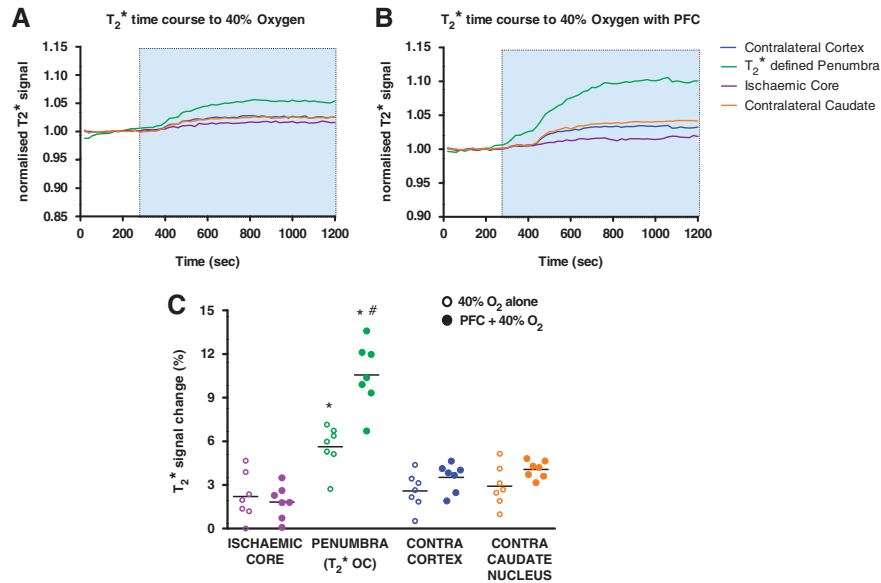 A
T2* time course to 40% Oxygen
normalised T2* signal
1.15
1.10
1.05
1.00
0.95
0.90
0.85
0
200
400
600
800
1000
1200
Time (sec)
B
T2* time course to 40% Oxygen with PFC
normalised T2* signal
1.15
1.10
1.05
1.00
0.95
0.90
0
200
400
600
800
1000
1200
Time (sec)
Contralateral Cortex
T2* defined Penumbra
Ischaemic Core
Contralateral Caudate
C
T2* signal change (%)
15
12
9
6
3
0
40% O2 alone
PFC + 40% O2
* #
*
ISCHAEMIC
CORE
PENUMBRA
(T2* OC)
CONTRA
CORTEX
CONTRA
CAUDATE
NUCLEUS